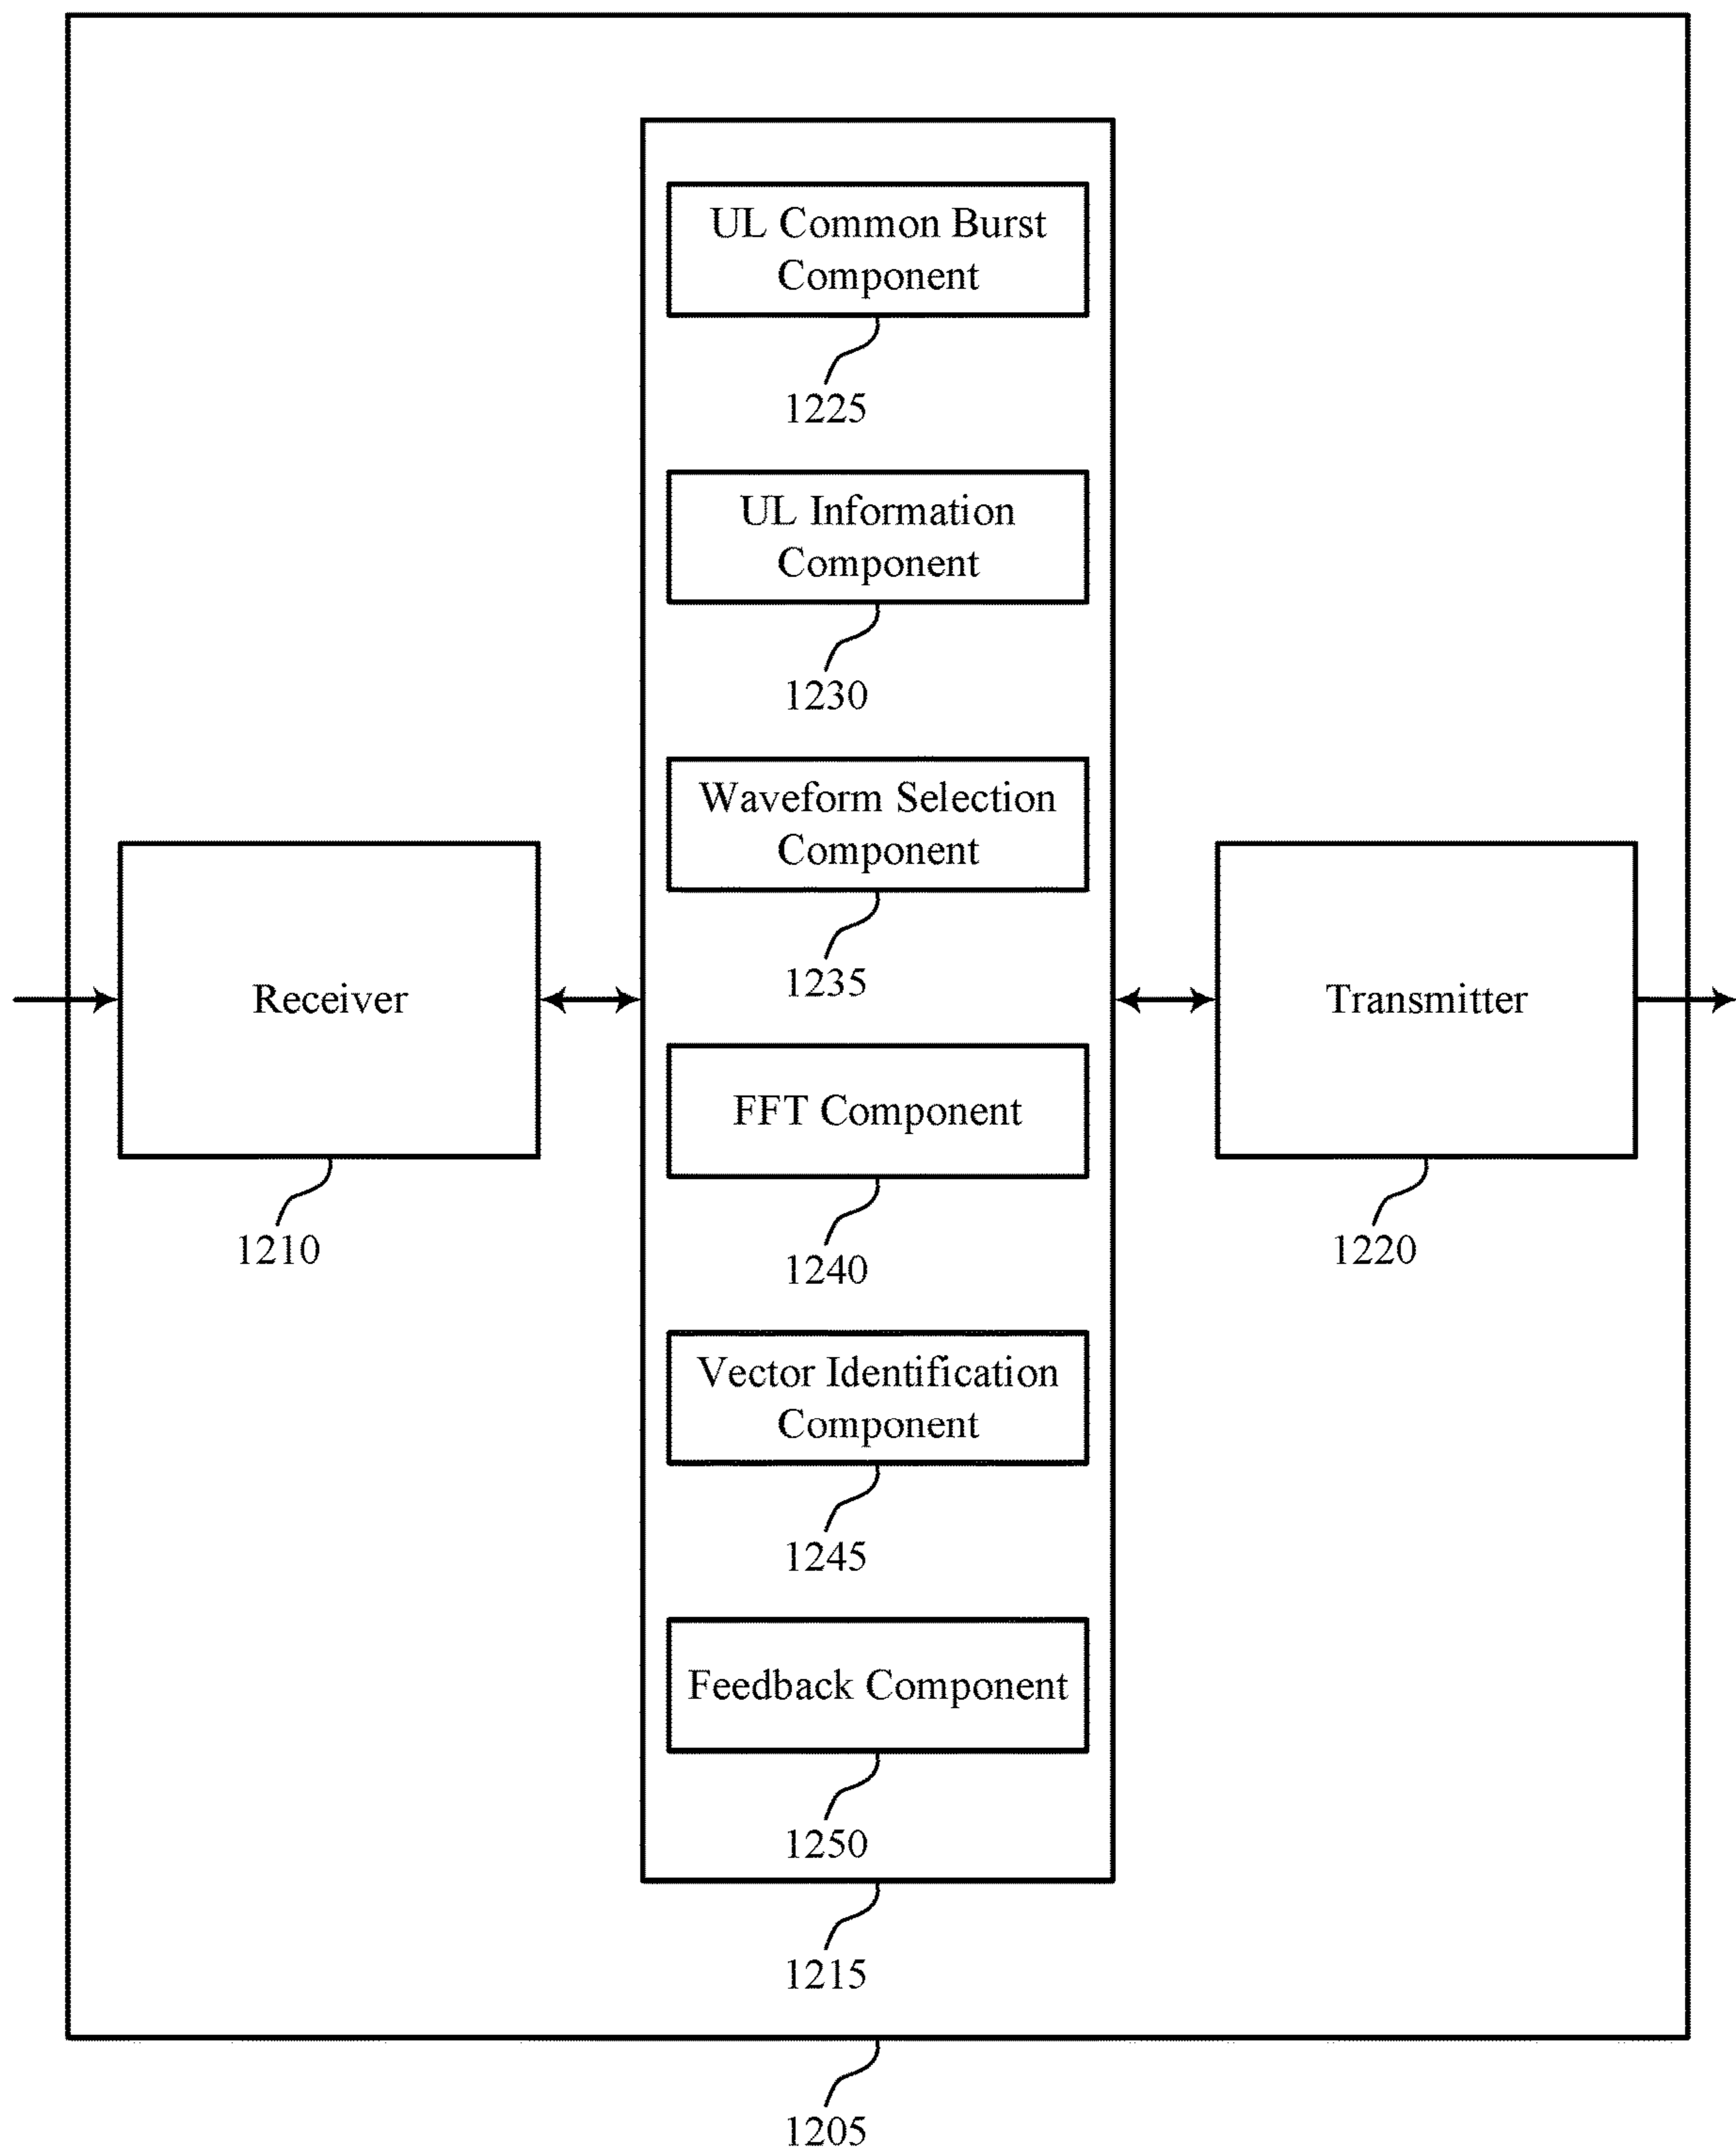 UL Common Burst
Component
1225
UL Information
Component
1230
Waveform Selection
Component
1235
Receiver
1210
FFT Component
1240
Transmitter
1220
Vector Identification
Component
1245
Feedback Component
1250
1215
1205